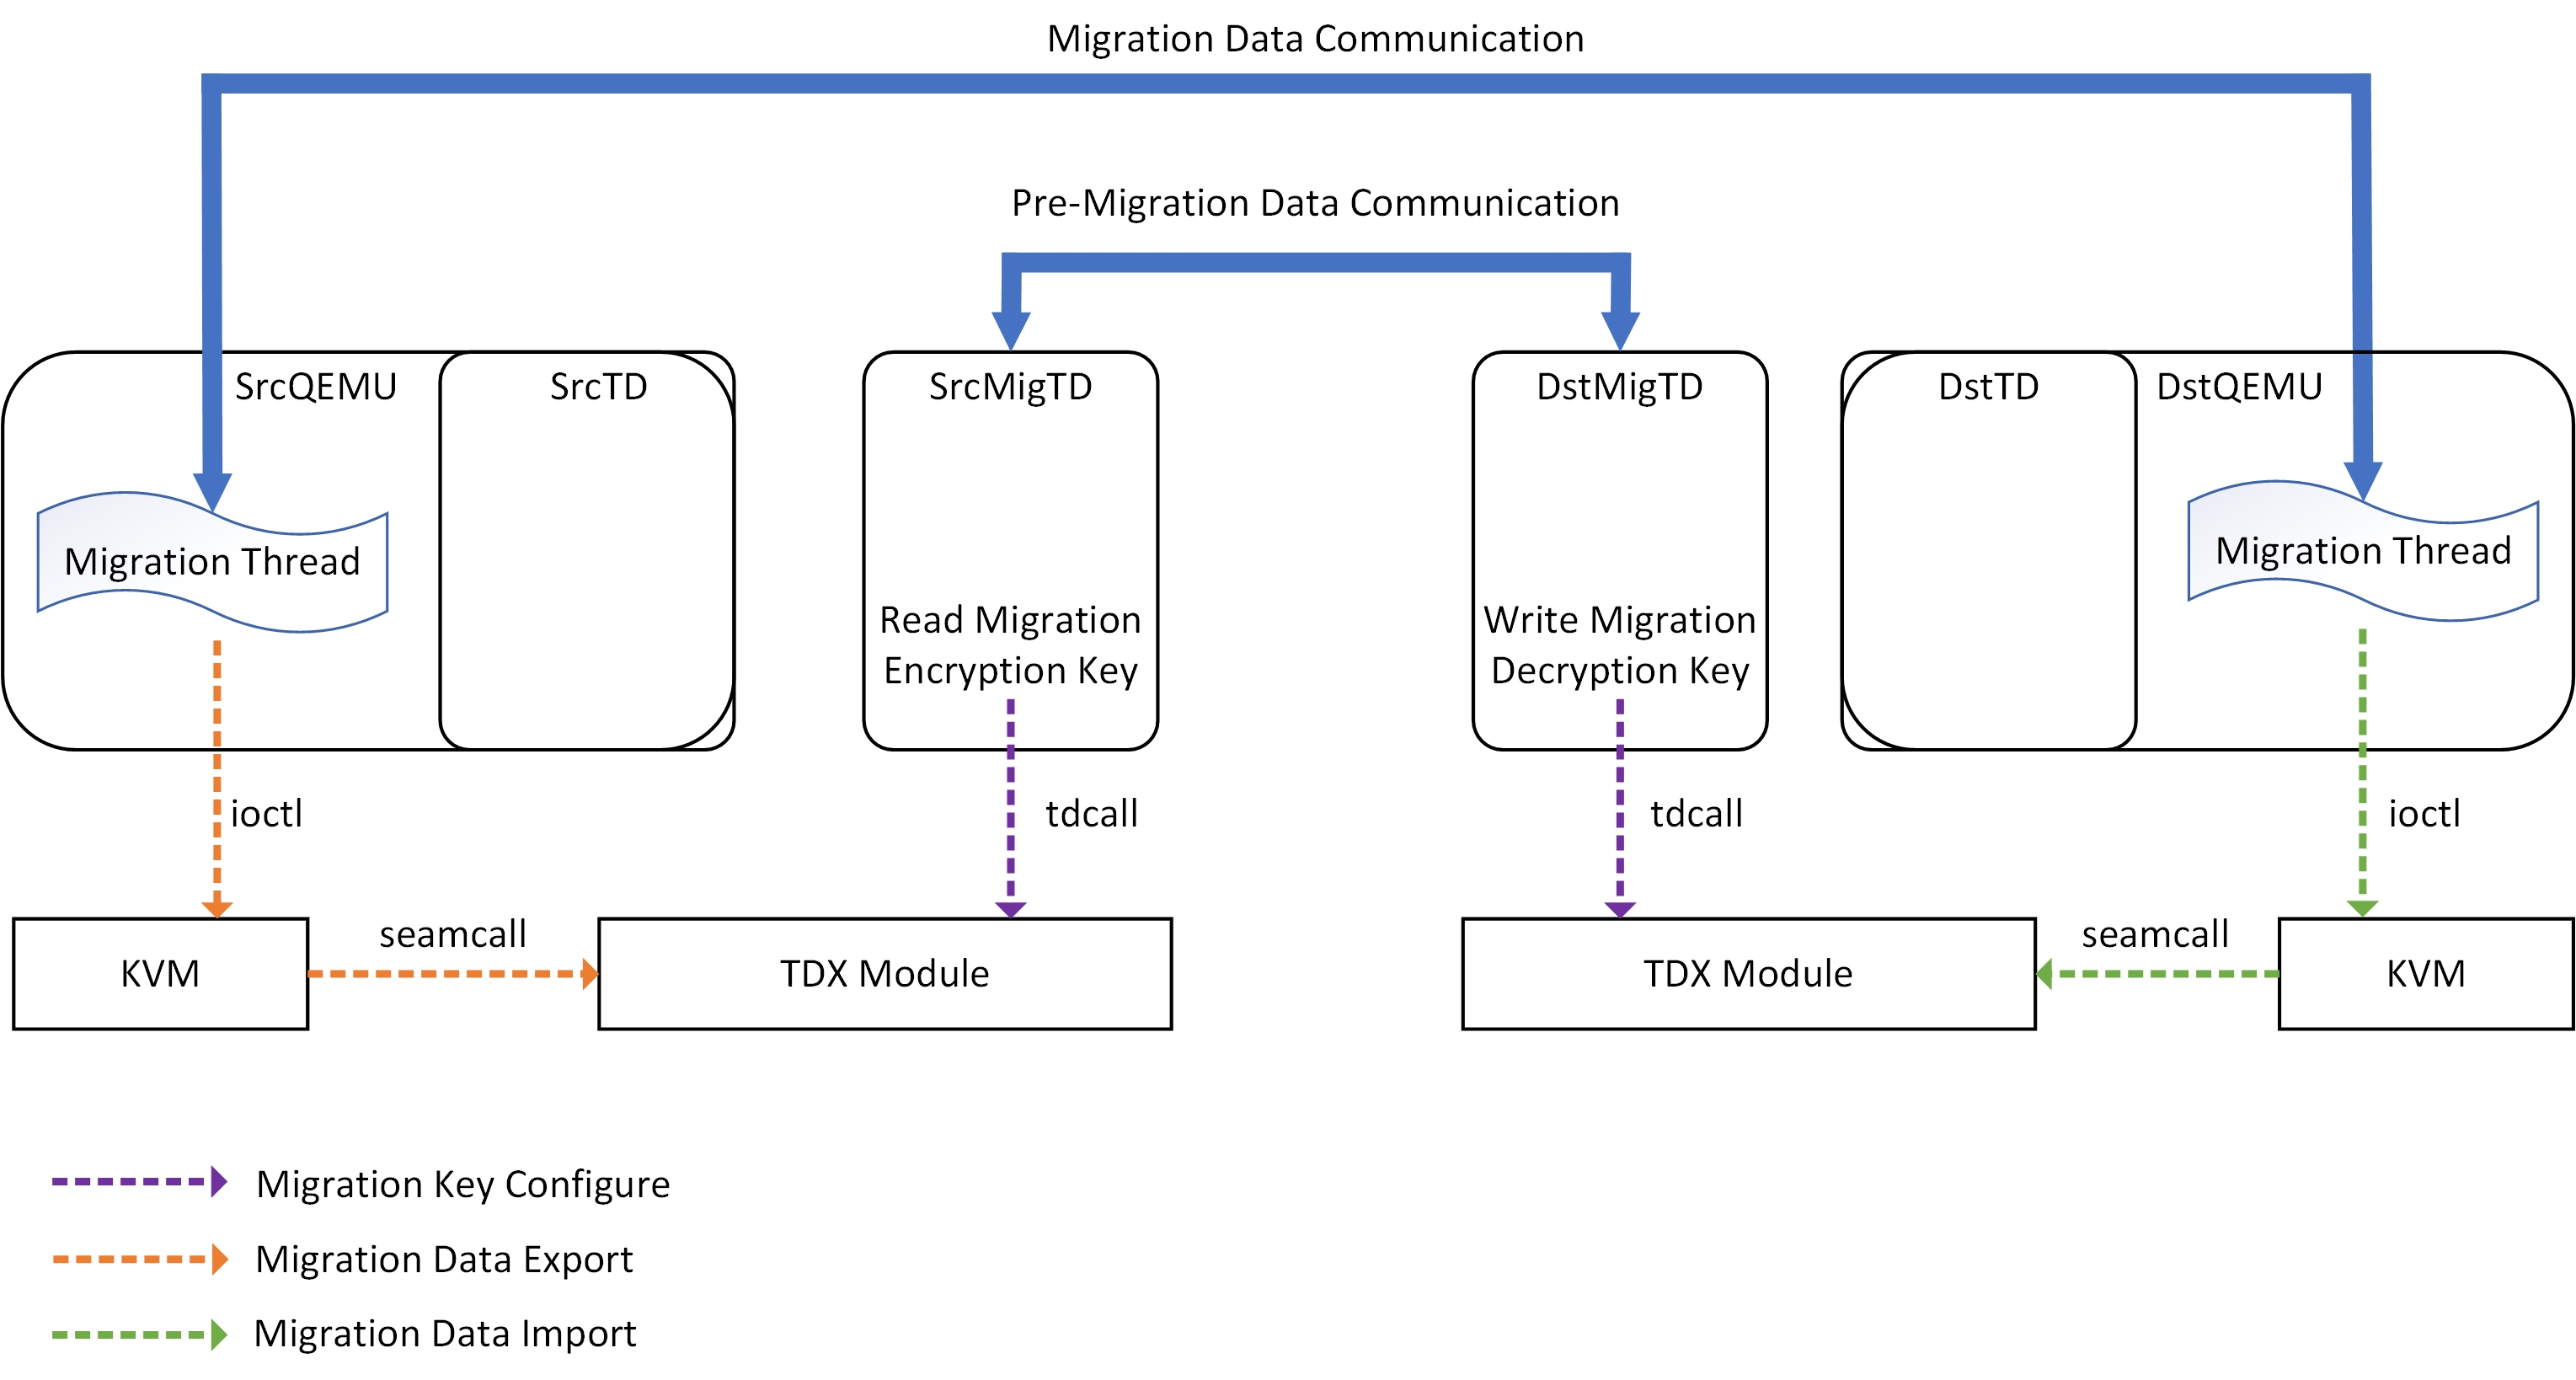 Migration Data Communication
Pre-Migration Data Communication
SrcQEMU
SrcTD
SrcMigTD
DstMigTD
DstTD
DstQEMU
Migration Thread
Migration Thread
Read Migration
Encryption Key
Write Migration
Decryption Key
ioctl
tdcall
tdcall
ioctl
KVM
seamcall
TDX Module
TDX Module
seamcall
KVM
Migration Key Configure
Migration Data Export
Migration Data Import